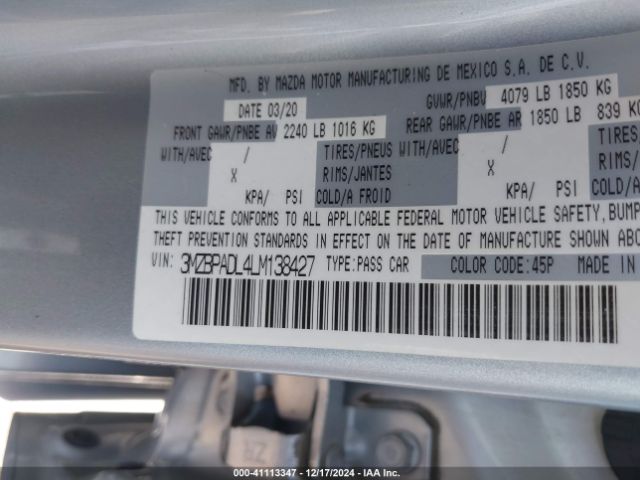 MFD. BY MAZDA MOTOR MANUFACTURING DE MEXICO S.A. DE C.V.
DATE 03/20 GVWR/PNBV 4079 LB 1850 KG
FRONT GAWR/PNBE AV 2240 LB 1016 KG REAR GAWR/PNBE AR 1850 LB 839 KG
WITH/AVEC / TIRES/PNEUS WITH/AVEC / TIRES/
X RIMS/JANTES X RIMS/
KPA/ PSI COLD/A FROID KPA/ PSI COLD/A
THIS VEHICLE CONFORMS TO ALL APPLICABLE FEDERAL MOTOR VEHICLE SAFETY, BUMP
THEFT PREVENTION STANDARDS IN EFFECT ON THE DATE OF MANUFACTURE SHOWN ABO
VIN: 3MZBPADL4LM138427 TYPE:PASS CAR COLOR CODE:45P MADE IN
ZR
000-41113347 / 12/17/2024 / IAA Inc.